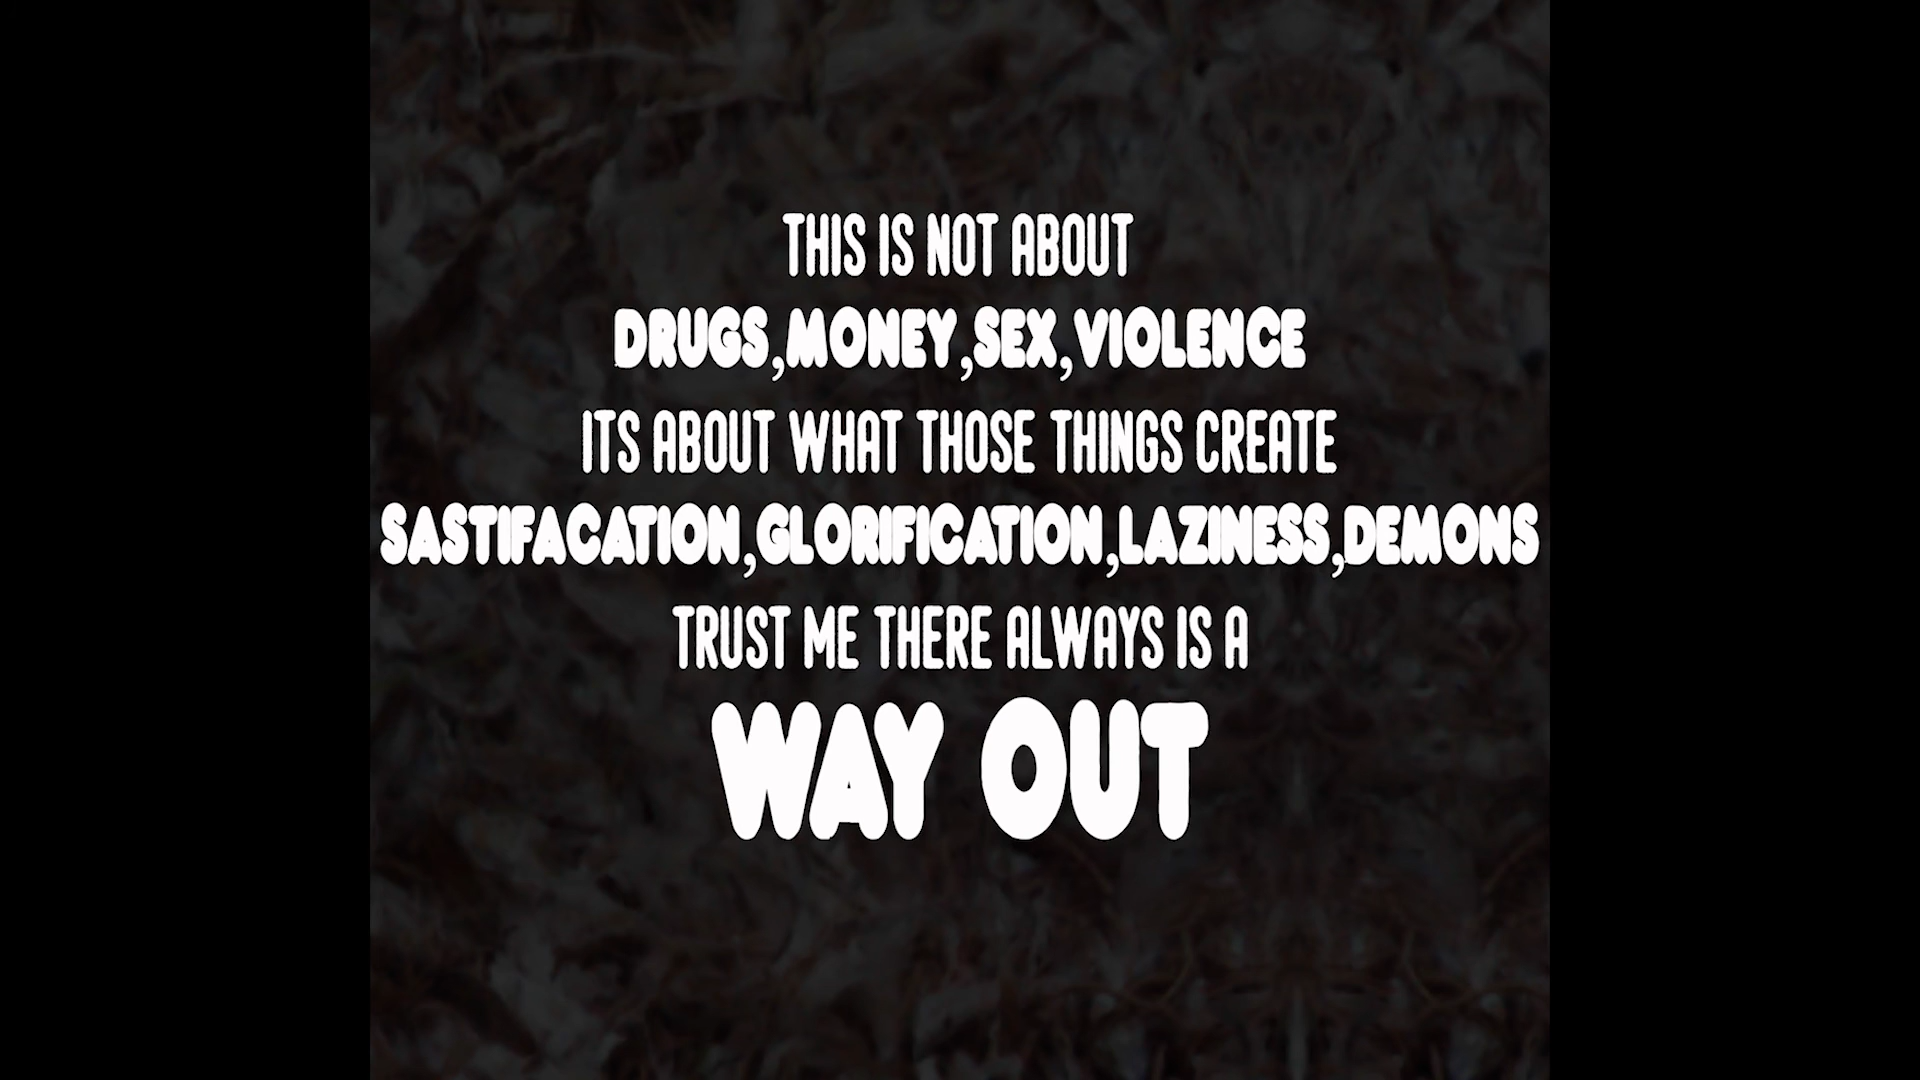 THIS IS NOT ABOUT
DRUGS,MONEY,SEX,VIOLENCE
ITS ABOUT WHAT THOSE THINGS CREATE
SASTIFACATION,GLORIFICATION,LAZINESS,DEMONS
TRUST ME THERE ALWAYS IS A
WAY OUT